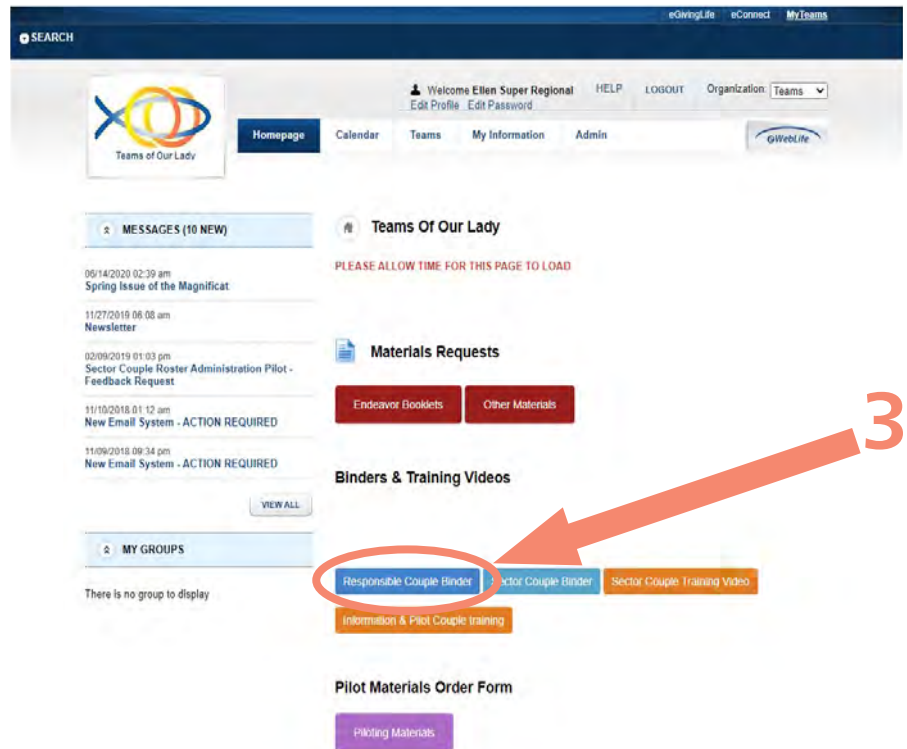 eGivingLife eConnect MyTeams
SEARCH
Welcome Ellen Super Regional HELP LOGOUT Organization: Teams
Edit Profile Edit Password
Homepage Calendar Teams My Information Admin
GWebLife
Teams of Our Lady
MESSAGES (10 NEW)
06/14/2020 02:39 am
Spring Issue of the Magnificat
11/27/2019 06:08 am
Newsletter
02/09/2019 01:03 pm
Sector Couple Roster Administration Pilot -
Feedback Request
11/10/2018 01:12 am
New Email System - ACTION REQUIRED
11/09/2018 09:34 pm
New Email System - ACTION REQUIRED
VIEW ALL
MY GROUPS
There is no group to display
Teams Of Our Lady
PLEASE ALLOW TIME FOR THIS PAGE TO LOAD
Materials Requests
Endeavor Booklets Other Materials
3
Binders & Training Videos
Responsible Couple Binder Sector Couple Binder Sector Couple Training Video
Information & Pilot Couple training
Pilot Materials Order Form
Piloting Materials